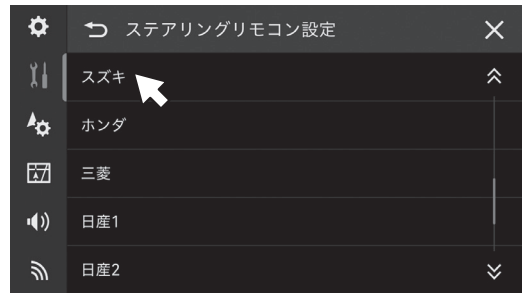 ステアリングリモコン設定
スズキ
ホンダ
三菱
日産1
日産2